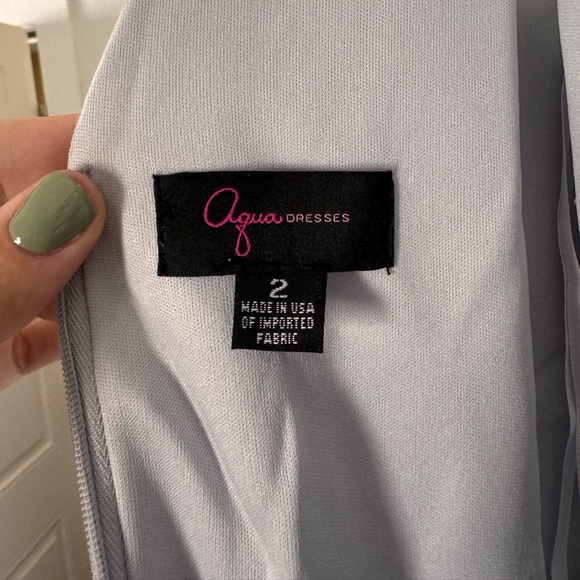 aqua DRESSES
2
MADE IN USA
OF IMPORTED
FABRIC